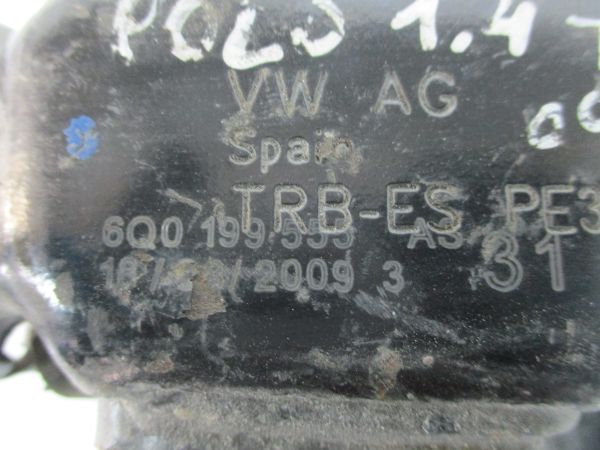 POLO 1.4
VW AG
Spain
TRB-ES PE3
6Q0 199 555 AS
2009 3 31